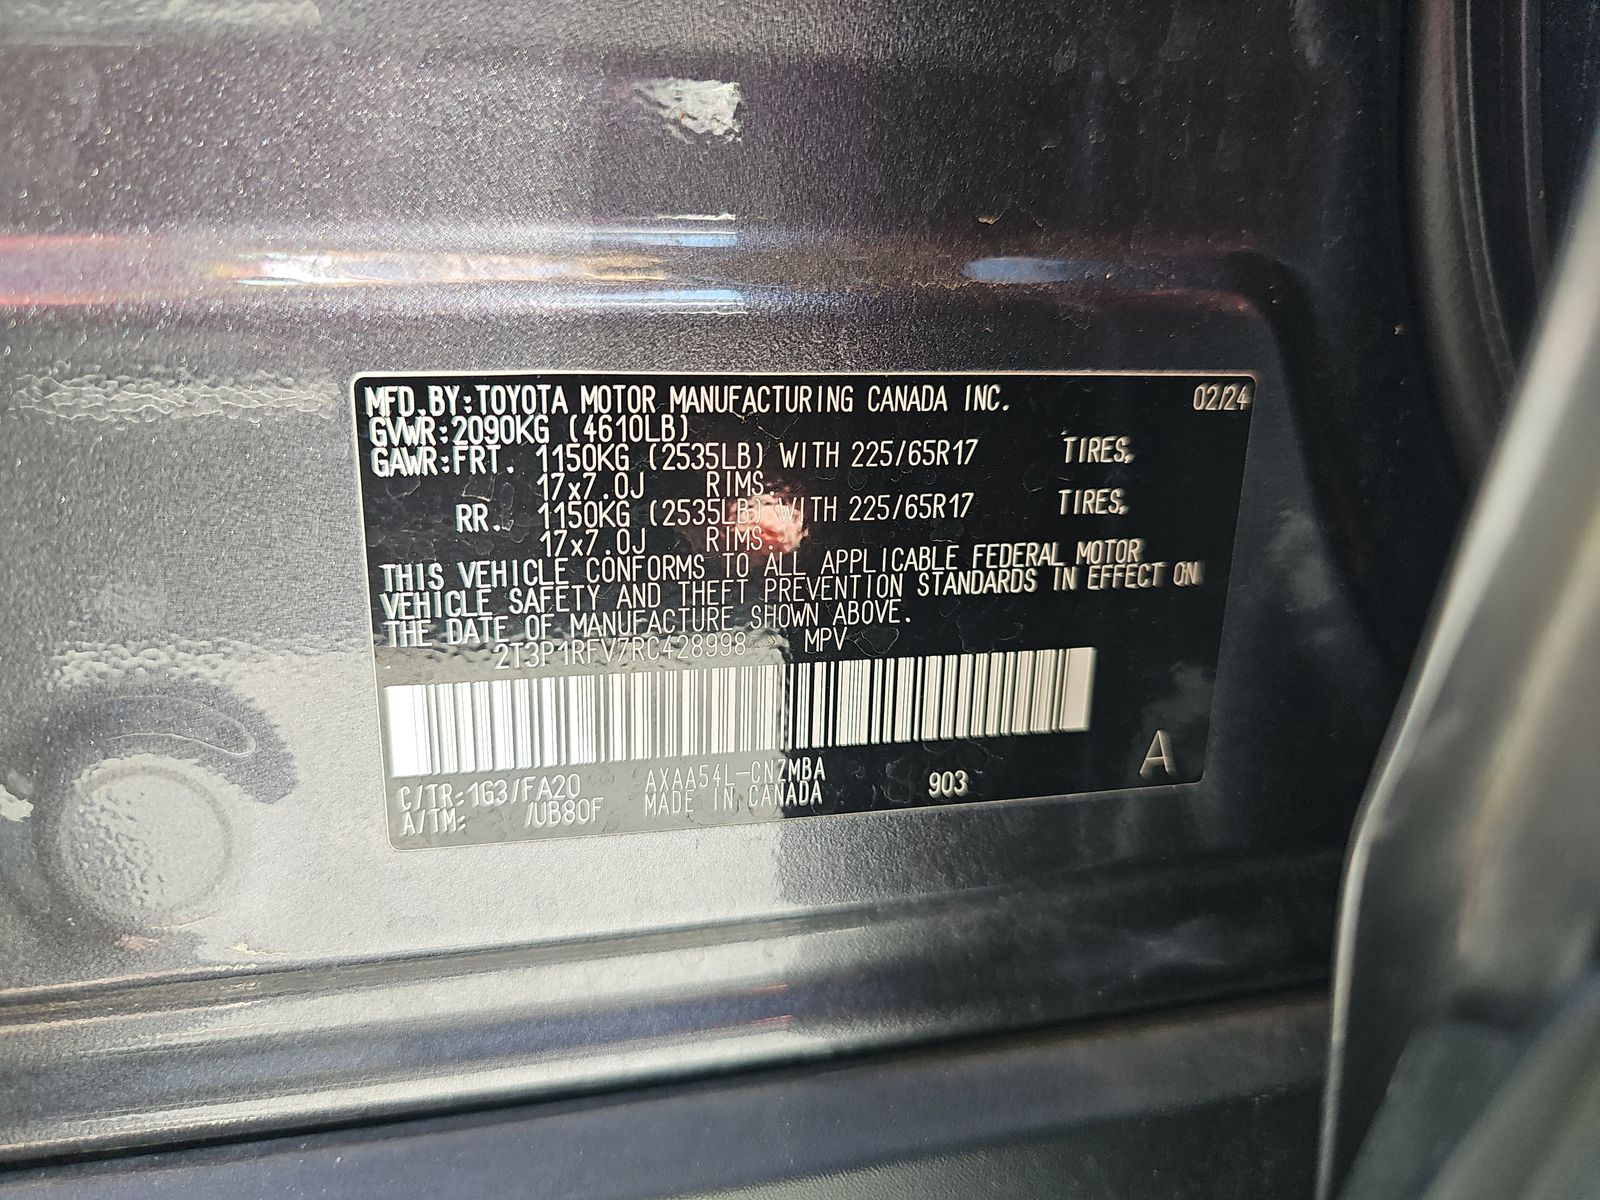 MFD.BY:TOYOTA MOTOR MANUFACTURING CANADA INC. 02/24
GVWR:2090KG (4610LB)
GAWR:FRT. 1150KG (2535LB) WITH 225/65R17 TIRES,
17x7.0J RIMS.
RR. 1150KG (2535LB) WITH 225/65R17 TIRES,
17x7.0J RIMS.
THIS VEHICLE CONFORMS TO ALL APPLICABLE FEDERAL MOTOR
VEHICLE SAFETY AND THEFT PREVENTION STANDARDS IN EFFECT ON
THE DATE OF MANUFACTURE SHOWN ABOVE.
2T3P1RFV7RC428998 MPV
C/TR:1G3/FA20 AXAA54L-CNZMBA 903 A
A/TM: /UB80F MADE IN CANADA